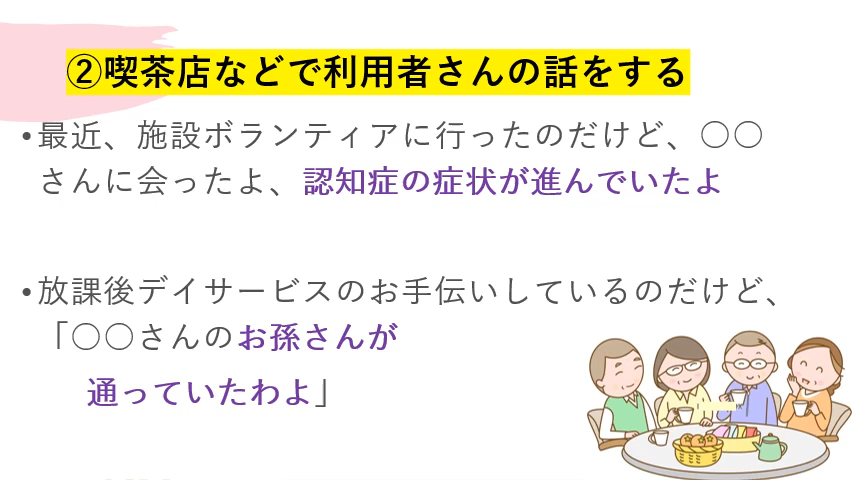 ②喫茶店などで利用者さんの話をする
•最近、施設ボランティアに行ったのだけど、〇〇
さんに会ったよ、認知症の症状が進んでいたよ
•放課後デイサービスのお手伝いしているのだけど、
「〇〇さんのお孫さんが
通っていたわよ」